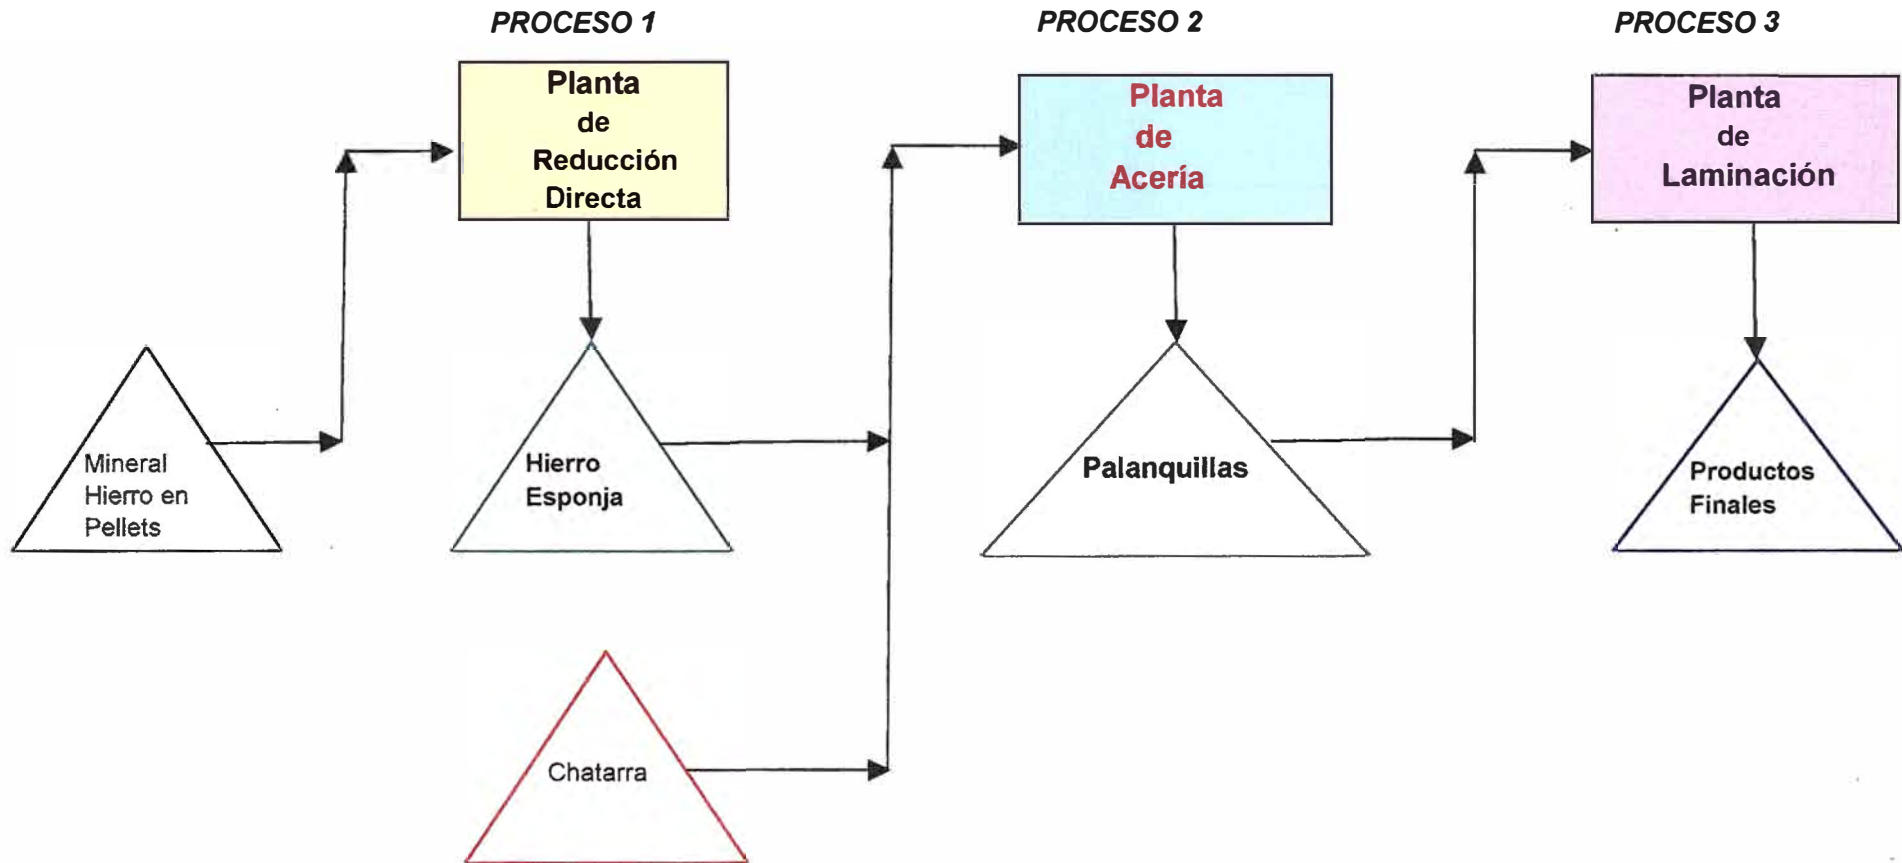 PROCESO 1
PROCESO 2
PROCESO 3
Planta
de
Reducción
Directa
Planta
de
Acería
Planta
de
Laminación
Mineral
Hierro en
Pellets
Hierro
Esponja
Palanquillas
Productos
Finales
Chatarra